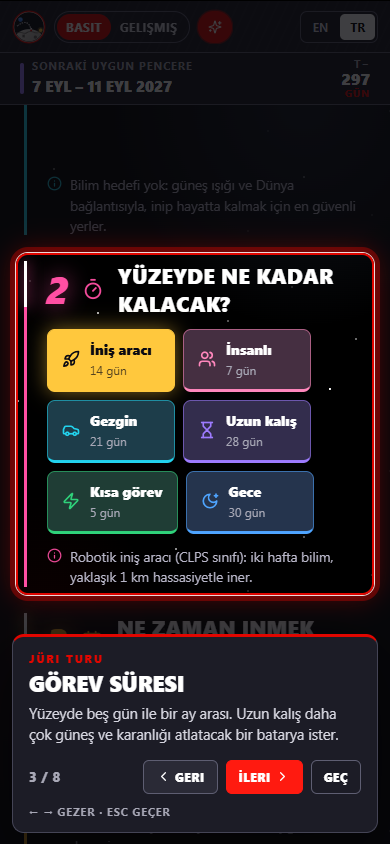 BASIT
GELİŞMİŞ
EN
TR
SONRAKİ UYGUN PENCERE
7 EYL – 11 EYL 2027
T–
297
GÜN
Bilim hedefi yok: güneş ışığı ve Dünya
bağlantısıyla, inip hayatta kalmak için en güvenli
yerler.
2
YÜZEYDE NE KADAR
KALACAK?
İniş aracı
14 gün
İnsanlı
7 gün
Gezgin
21 gün
Uzun kalış
28 gün
Kısa görev
5 gün
Gece
30 gün
Robotik iniş aracı (CLPS sınıfı): iki hafta bilim,
yaklaşık 1 km hassasiyetle iner.
NE ZAMAN INMEK
JÜRİ TURU
GÖREV SÜRESİ
Yüzeyde beş gün ile bir ay arası. Uzun kalış daha
çok güneş ve karanlığı atlatacak bir batarya ister.
3 / 8
GERI
İLERI
GEÇ
← → GEZER · ESC GEÇER